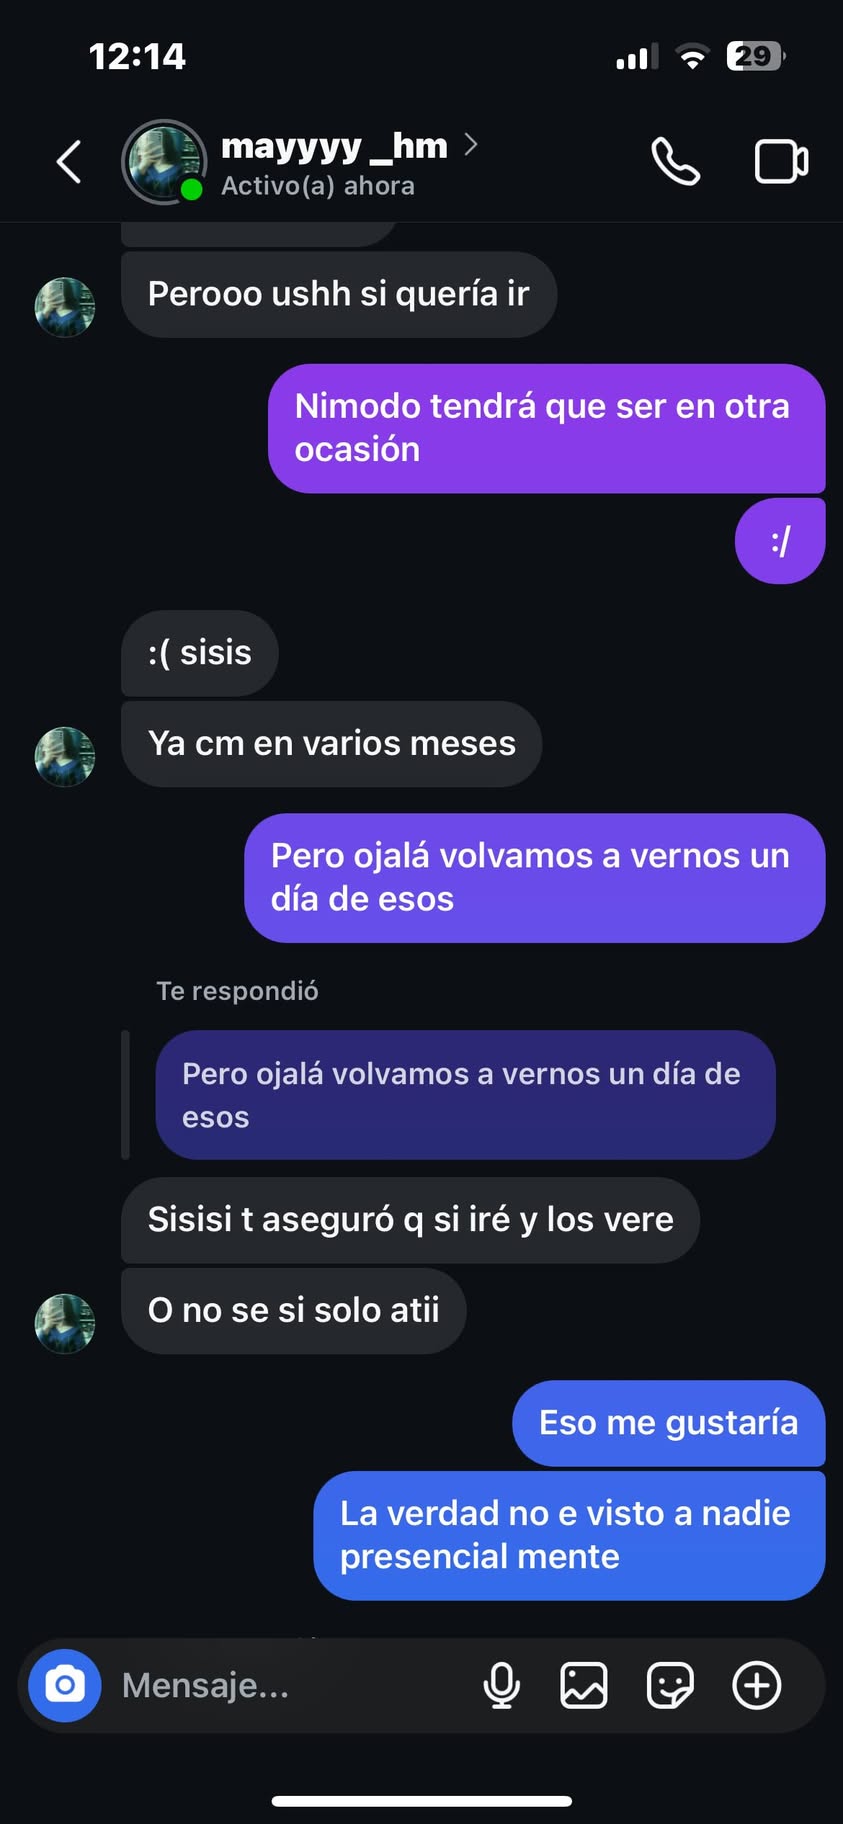 12:14
29
mayyyy _hm
Activo(a) ahora
Perooo ushh si quería ir
Nimodo tendrá que ser en otra
ocasión
:/
:( sisis
Ya cm en varios meses
Pero ojalá volvamos a vernos un
día de esos
Te respondió
Pero ojalá volvamos a vernos un día de
esos
Sisisi t aseguró q si iré y los vere
O no se si solo atii
Eso me gustaría
La verdad no e visto a nadie
presencial mente
Mensaje...